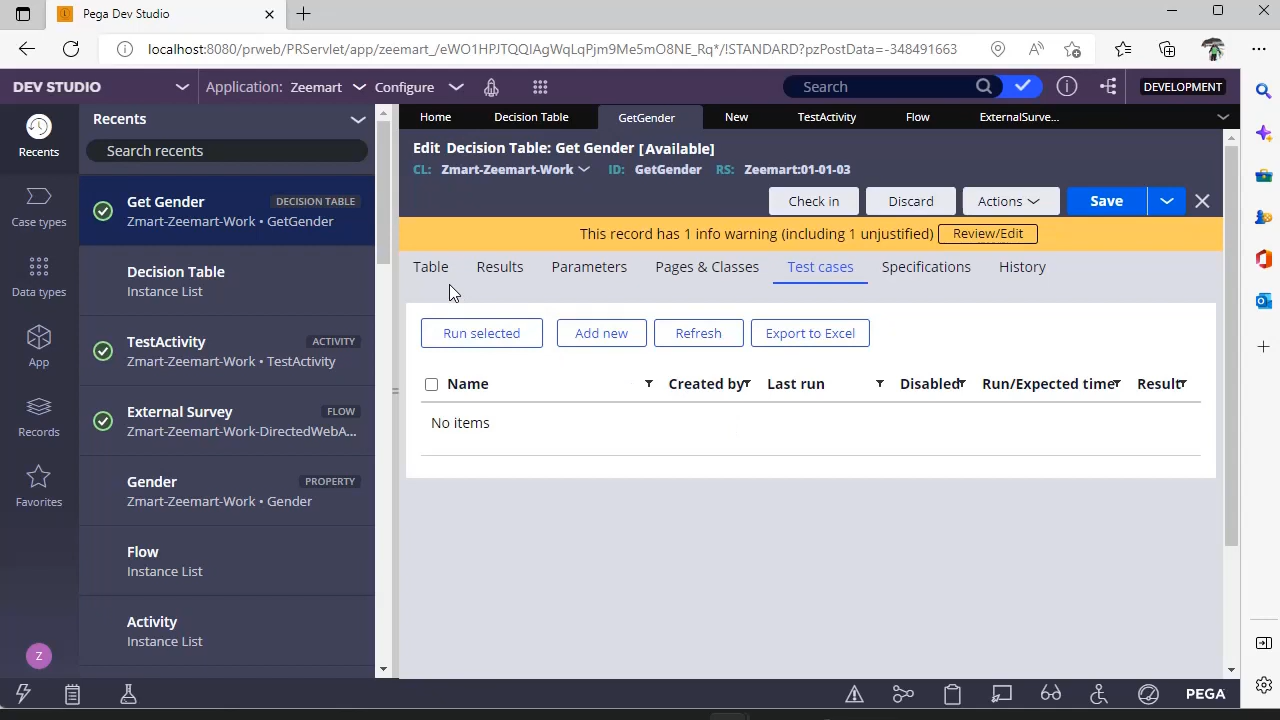 Pega Dev Studio
localhost:8080/prweb/PRServlet/app/zeemart_/eWO1HPJTQQIAgWqLqPjm9Me5mO8NE_Rq*/!STANDARD?pzPostData=-348491663
DEV STUDIO
Application: Zeemart
Configure
Search
DEVELOPMENT
Recents
Case types
Data types
App
Records
Favorites
Z
Recents
Search recents
Get Gender
DECISION TABLE
Zmart-Zeemart-Work • GetGender
Decision Table
Instance List
TestActivity
ACTIVITY
Zmart-Zeemart-Work • TestActivity
External Survey
FLOW
Zmart-Zeemart-Work-DirectedWebA...
Gender
PROPERTY
Zmart-Zeemart-Work • Gender
Flow
Instance List
Activity
Instance List
Home
Decision Table
GetGender
New
TestActivity
Flow
ExternalSurve...
Edit Decision Table: Get Gender [Available]
CL: Zmart-Zeemart-Work ID: GetGender RS: Zeemart:01-01-03
Check in
Discard
Actions
Save
This record has 1 info warning (including 1 unjustified) Review/Edit
Table
Results
Parameters
Pages & Classes
Test cases
Specifications
History
Run selected
Add new
Refresh
Export to Excel
Name
Created by
Last run
Disabled
Run/Expected time
Result
No items
PEGA